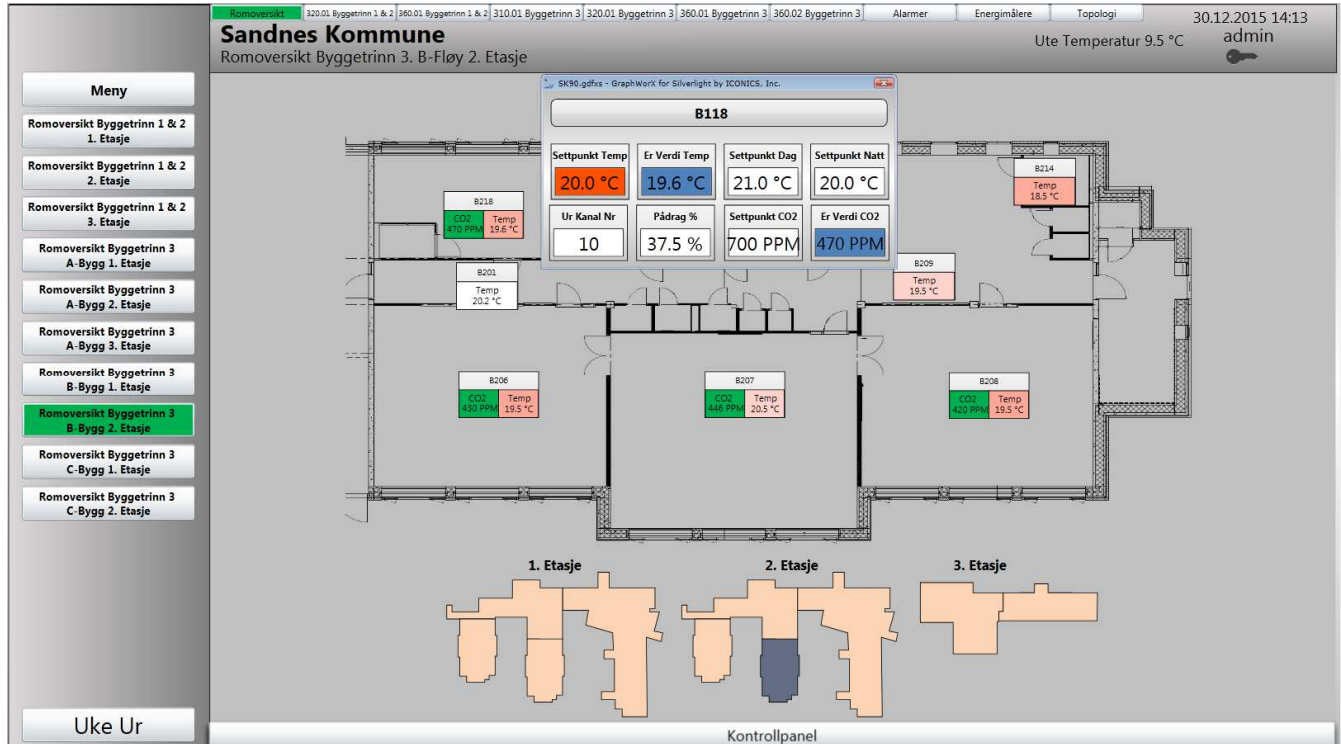 Romoversikt
320.01 Byggetrinn 1 & 2
360.01 Byggetrinn 1 & 2
310.01 Byggetrinn 3
320.01 Byggetrinn 3
360.01 Byggetrinn 3
360.02 Byggetrinn 3
Alarmer
Energimålere
Topologi
30.12.2015 14:13
Sandnes Kommune
Romoversikt Byggetrinn 3. B-Fløy 2. Etasje
Ute Temperatur 9.5 °C
admin
Meny
Romoversikt Byggetrinn 1 & 2
1. Etasje
Romoversikt Byggetrinn 1 & 2
2. Etasje
Romoversikt Byggetrinn 1 & 2
3. Etasje
Romoversikt Byggetrinn 3
A-Bygg 1. Etasje
Romoversikt Byggetrinn 3
A-Bygg 2. Etasje
Romoversikt Byggetrinn 3
A-Bygg 3. Etasje
Romoversikt Byggetrinn 3
B-Bygg 1. Etasje
Romoversikt Byggetrinn 3
B-Bygg 2. Etasje
Romoversikt Byggetrinn 3
C-Bygg 1. Etasje
Romoversikt Byggetrinn 3
C-Bygg 2. Etasje
Uke Ur
SK90.gdfxs - GraphWorX for Silverlight by ICONICS, Inc.
B118
Settpunkt Temp
20.0 °C
Er Verdi Temp
19.6 °C
Settpunkt Dag
21.0 °C
Settpunkt Natt
20.0 °C
Ur Kanal Nr
10
Pådrag %
37.5 %
Settpunkt CO2
700 PPM
Er Verdi CO2
470 PPM
B218
CO2
470 PPM
Temp
19.6 °C
B214
Temp
18.5 °C
B201
Temp
20.2 °C
B209
Temp
19.5 °C
B206
CO2
430 PPM
Temp
19.5 °C
B207
CO2
446 PPM
Temp
20.5 °C
B208
CO2
420 PPM
Temp
19.5 °C
1. Etasje
2. Etasje
3. Etasje
Kontrollpanel